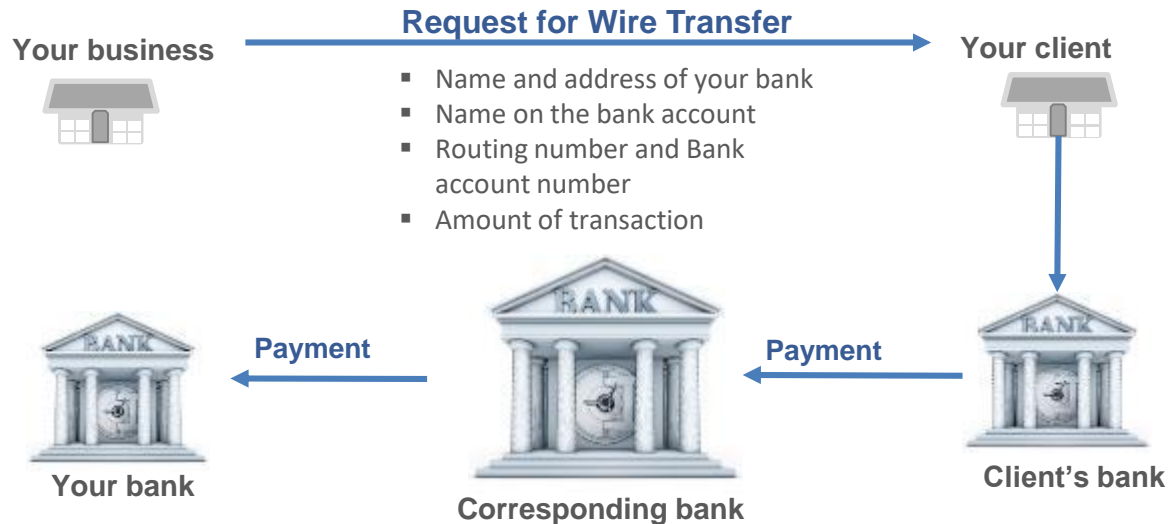 Request for Wire Transfer
Your business
Your client
▪ Name and address of your bank
▪ Name on the bank account
▪ Routing number and Bank
account number
▪ Amount of transaction
BANK
BANK
BANK
Payment
Payment
Your bank
Corresponding bank
Client's bank